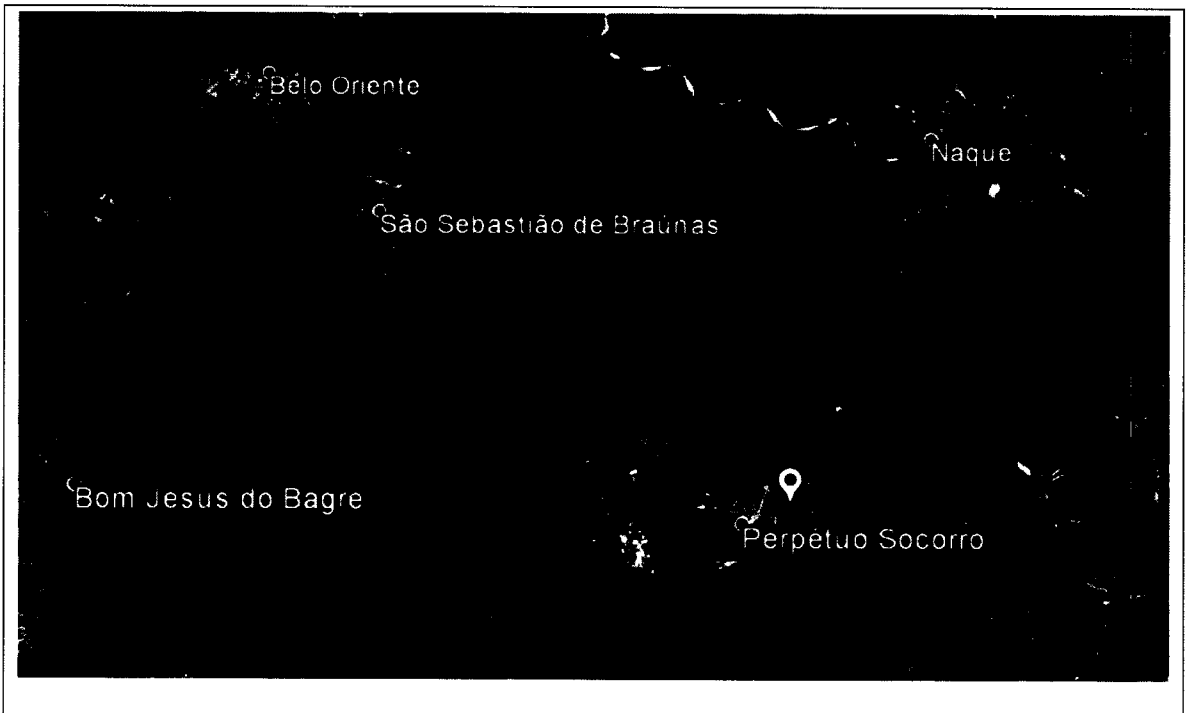 Belo Oriente
Naque
São Sebastião de Braúnas
Bom Jesus do Bagre
Perpétuo Socorro